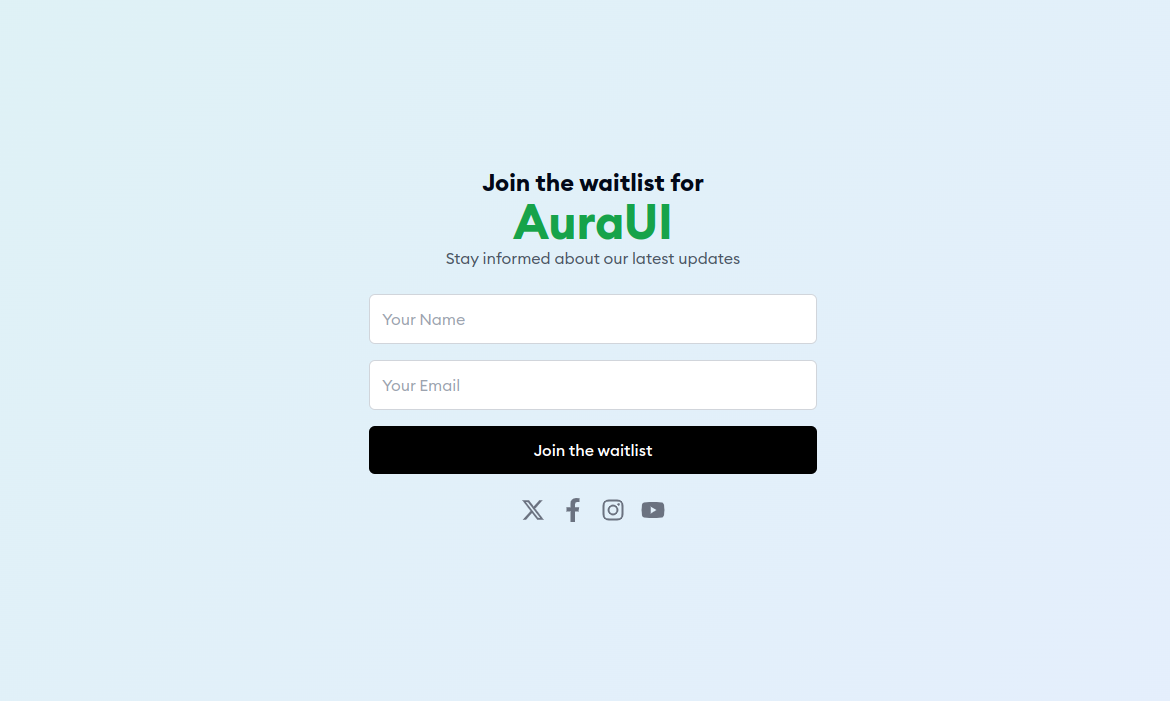 Join the waitlist for
AuraUI
Stay informed about our latest updates
Your Name
Your Email
Join the waitlist